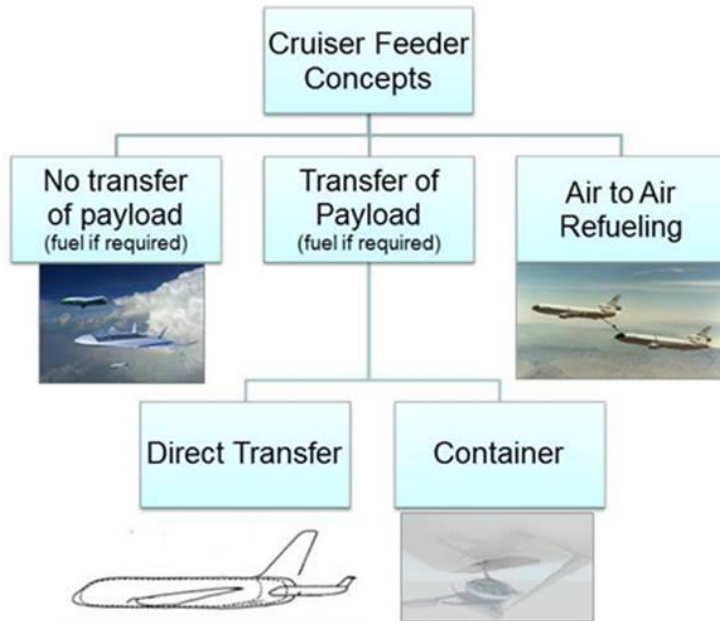 Cruiser Feeder
Concepts
No transfer
of payload
(fuel if required)
Transfer of
Payload
(fuel if required)
Air to Air
Refueling
Direct Transfer
Container